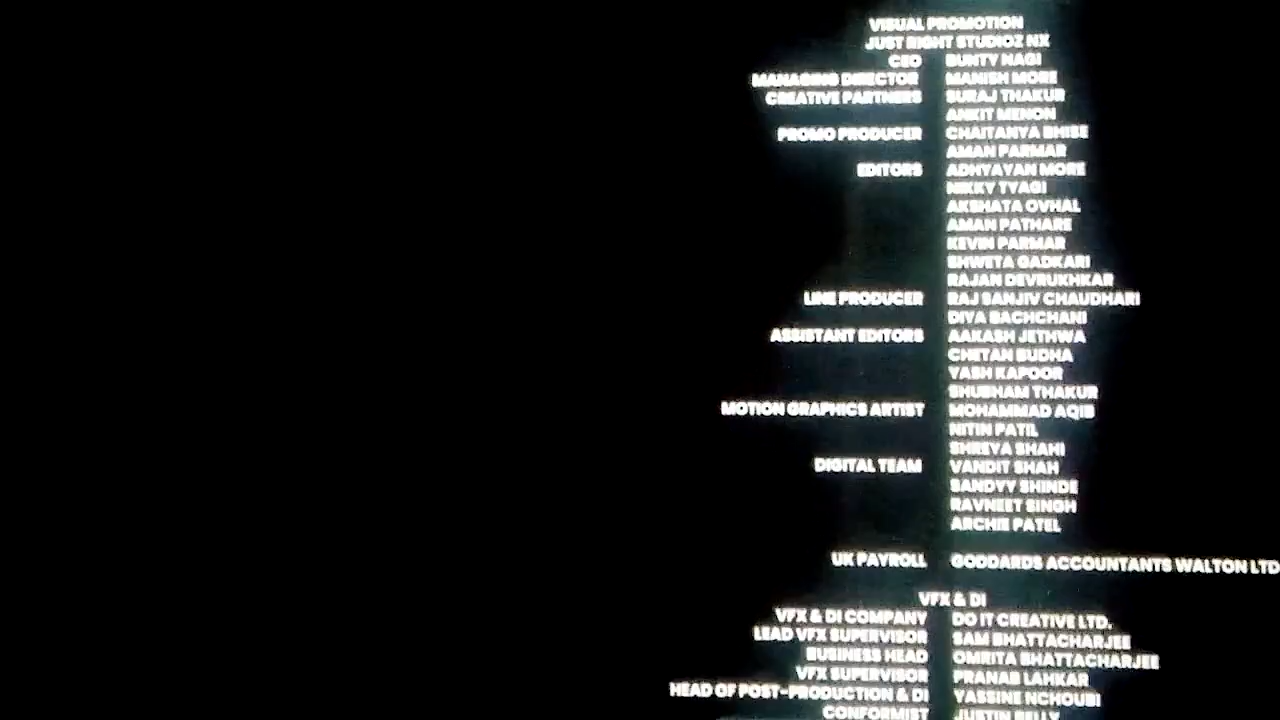 VISUAL PROMOTION
JUST RIGHT STUDIOZ NX
CEO BUNTY NAGI
MANAGING DIRECTOR MANISH MORE
CREATIVE PARTNERS SURAJ THAKUR
ANKIT MENON
PROMO PRODUCER CHAITANYA BHISE
AMAN PARMAR
EDITORS ADHYAYAN MORE
NIKKY TYAGI
AKSHATA OVHAL
AMAN PATHARE
KEVIN PARMAR
SHWETA GADKARI
RAJAN DEVRUKHKAR
LINE PRODUCER RAJ SANJIV CHAUDHARI
DIYA BACHCHANI
ASSISTANT EDITORS AAKASH JETHWA
CHETAN BUDHA
YASH KAPOOR
SHUBHAM THAKUR
MOTION GRAPHICS ARTIST MOHAMMAD AQIB
NITIN PATIL
SHREYA SHAHI
DIGITAL TEAM VANDIT SHAH
SANDYY SHINDE
RAVNEET SINGH
ARCHIE PATEL
UK PAYROLL GODDARDS ACCOUNTANTS WALTON LTD
VFX & DI
VFX & DI COMPANY DO IT CREATIVE LTD.
LEAD VFX SUPERVISOR SAM BHATTACHARJEE
BUSINESS HEAD OMRITA BHATTACHARJEE
VFX SUPERVISOR PRANAB LAHKAR
HEAD OF POST-PRODUCTION & DI YASSINE NCHOUBI
CONFORMIST JUSTIN